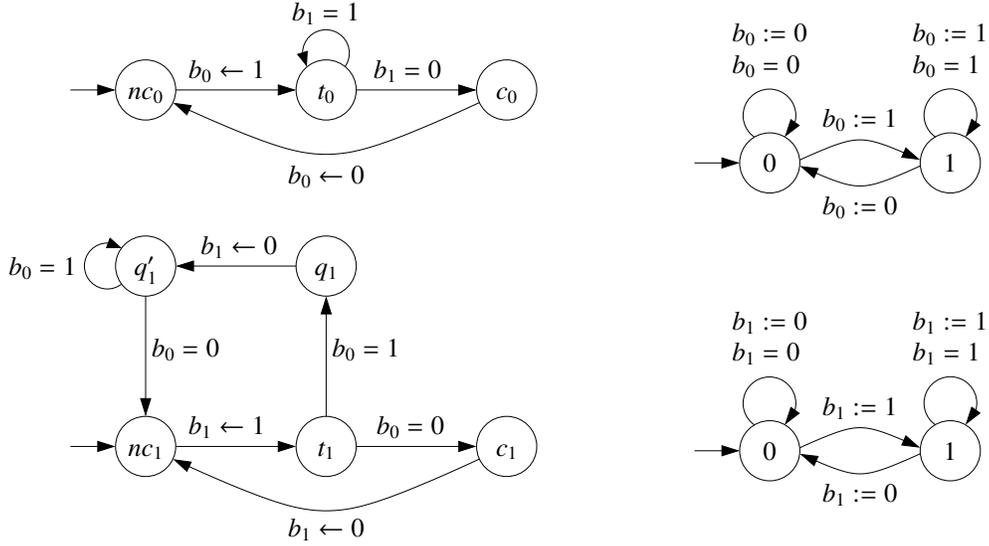 b₁ = 1
b₀ ← 1
b₁ = 0
nc₀
t₀
c₀
b₀ ← 0
b₀ := 0
b₀ = 0
b₀ := 1
b₀ = 1
b₀ := 1
0
1
b₀ := 0
b₁ ← 0
b₀ = 1
q′₁
q₁
b₀ = 0
b₀ = 1
b₁ ← 1
b₀ = 0
nc₁
t₁
c₁
b₁ ← 0
b₁ := 0
b₁ = 0
b₁ := 1
b₁ = 1
b₁ := 1
0
1
b₁ := 0